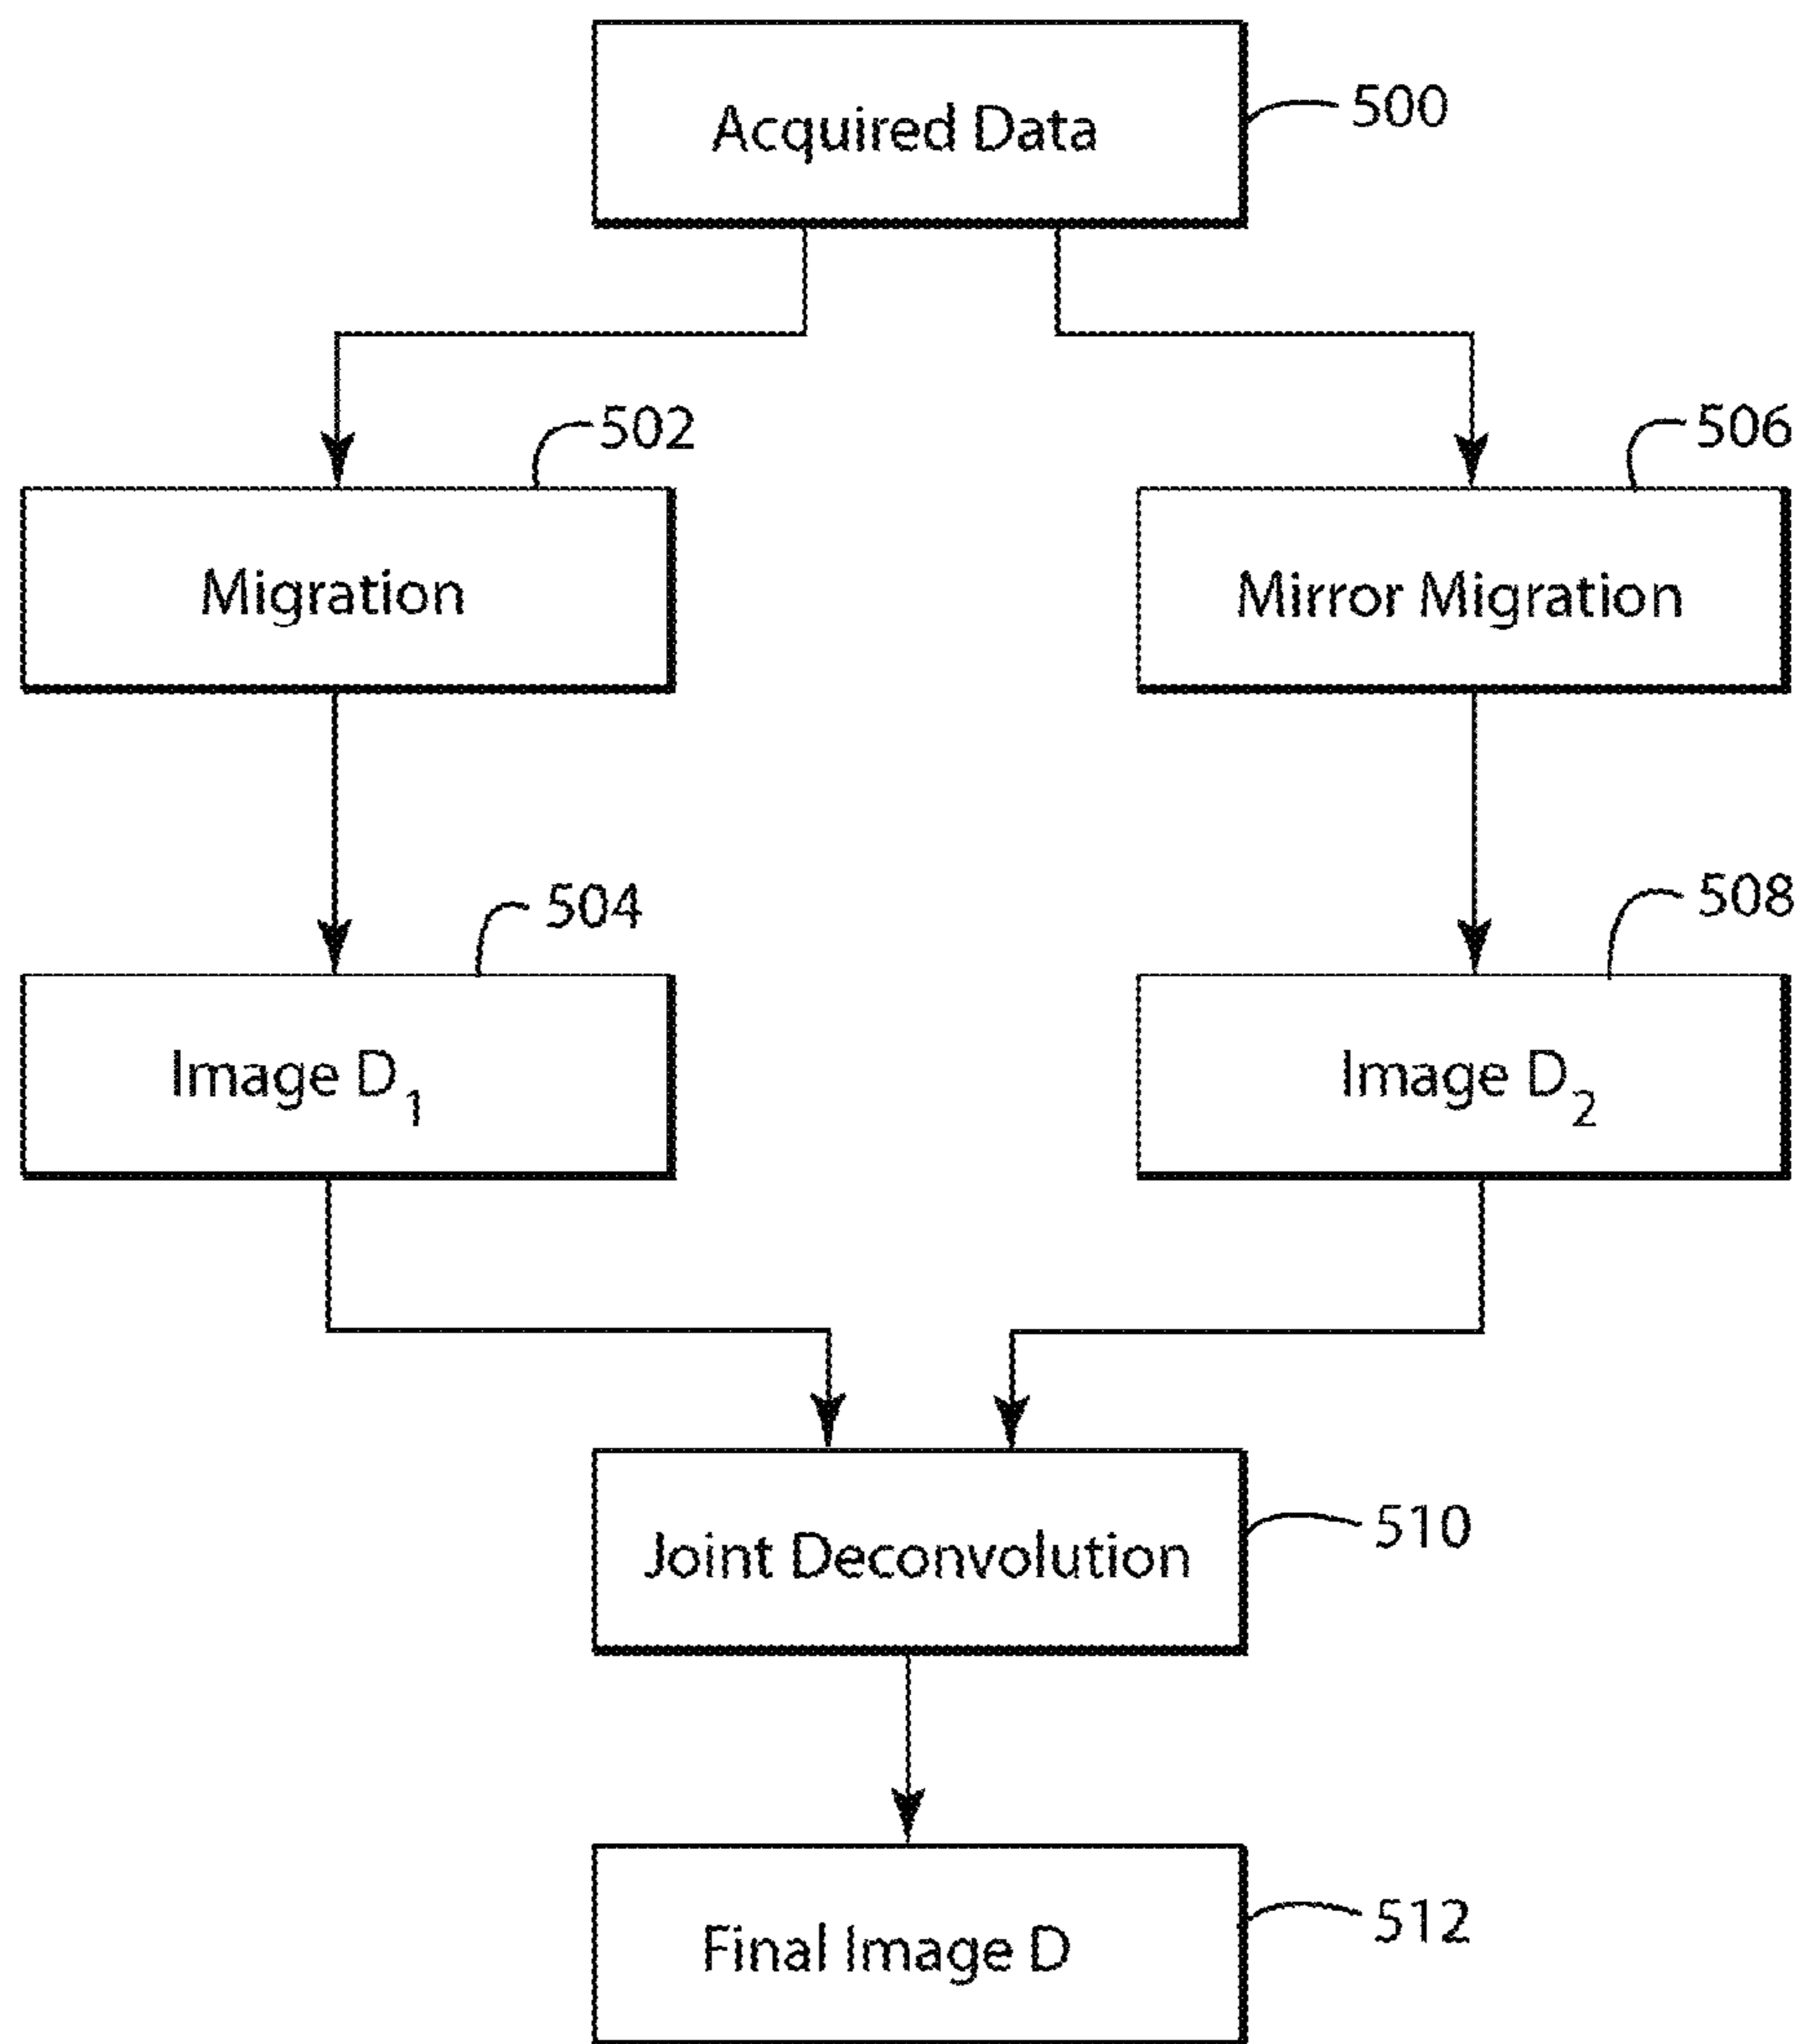 Acquired Data
500
502
506
Migration
Mirror Migration
504
508
Image D₁
Image D₂
Joint Deconvolution
510
Final Image D
512